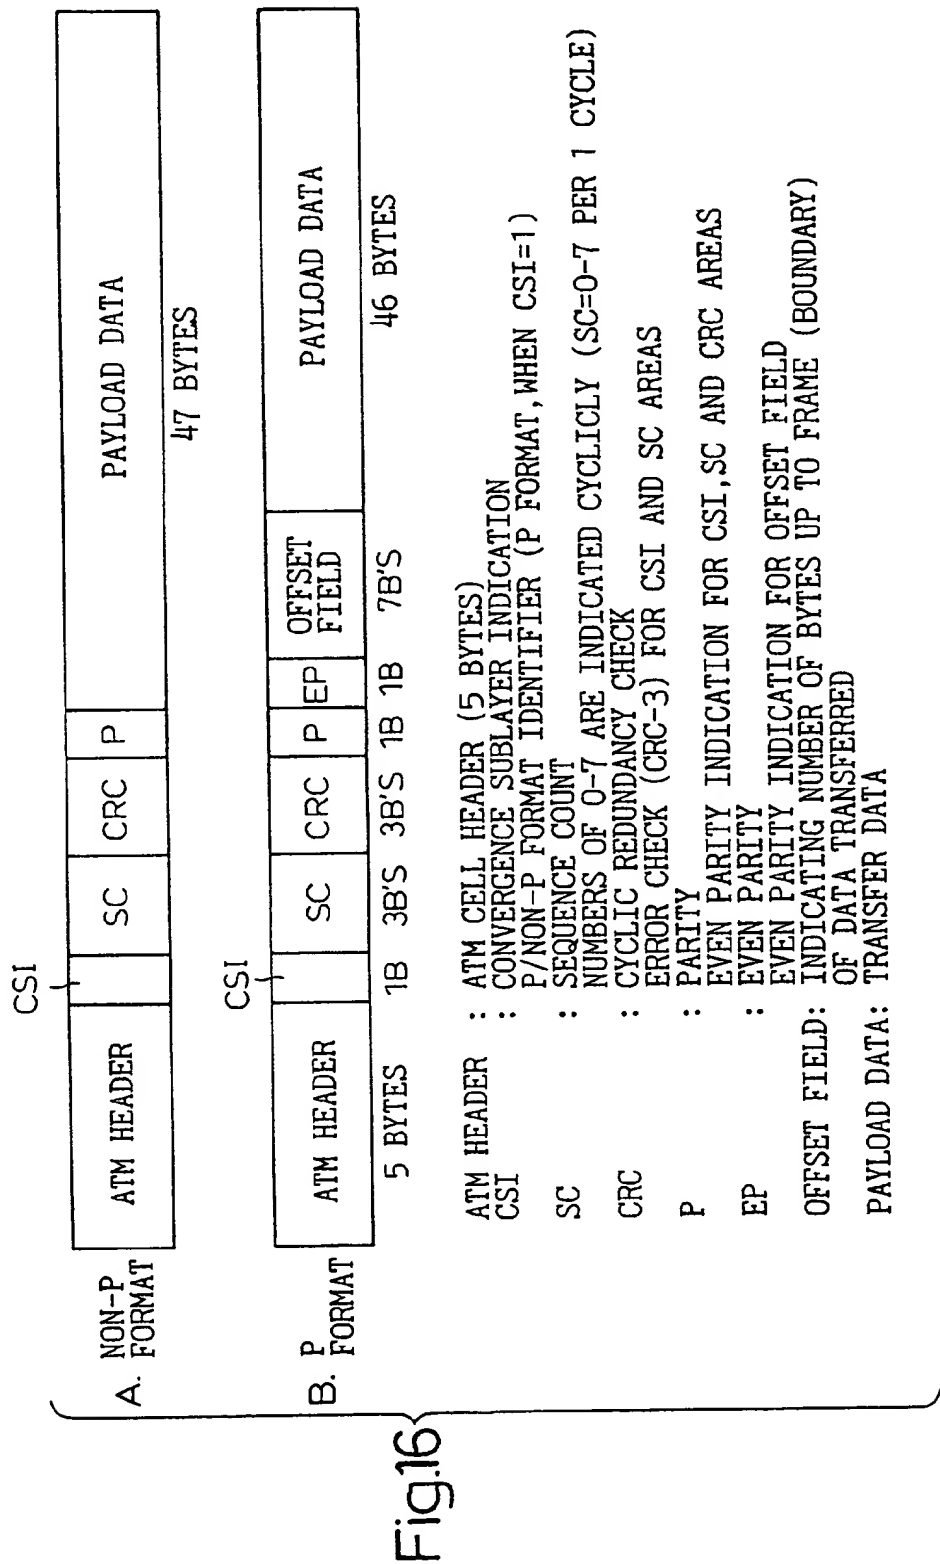 Fig.16
A. NON-P FORMAT
CSI
ATM HEADER
SC
CRC
P
PAYLOAD DATA
47 BYTES
B. P FORMAT
CSI
ATM HEADER
SC
CRC
P
EP
OFFSET FIELD
PAYLOAD DATA
5 BYTES
1B
3B'S
3B'S
1B
1B
7B'S
46 BYTES
ATM HEADER : ATM CELL HEADER (5 BYTES)
CSI : CONVERGENCE SUBLAYER INDICATION
P/NON-P FORMAT IDENTIFIER (P FORMAT, WHEN CSI=1)
SC : SEQUENCE COUNT
NUMBERS OF 0-7 ARE INDICATED CYCLICLY (SC=0-7 PER 1 CYCLE)
CRC : CYCLIC REDUNDANCY CHECK
ERROR CHECK (CRC-3) FOR CSI AND SC AREAS
P : PARITY
EVEN PARITY INDICATION FOR CSI,SC AND CRC AREAS
EP : EVEN PARITY
EVEN PARITY INDICATION FOR OFFSET FIELD
OFFSET FIELD: INDICATING NUMBER OF BYTES UP TO FRAME (BOUNDARY)
OF DATA TRANSFERRED
PAYLOAD DATA: TRANSFER DATA